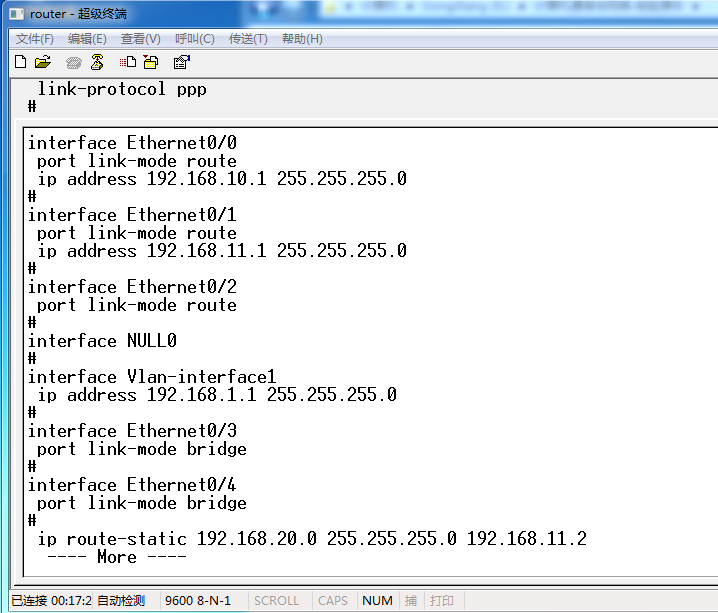 router - 超级终端
文件(F) 编辑(E) 查看(V) 呼叫(C) 传送(T) 帮助(H)
link-protocol ppp
#
interface Ethernet0/0
port link-mode route
ip address 192.168.10.1 255.255.255.0
#
interface Ethernet0/1
port link-mode route
ip address 192.168.11.1 255.255.255.0
#
interface Ethernet0/2
port link-mode route
#
interface NULL0
#
interface Vlan-interface1
ip address 192.168.1.1 255.255.255.0
#
interface Ethernet0/3
port link-mode bridge
#
interface Ethernet0/4
port link-mode bridge
#
ip route-static 192.168.20.0 255.255.255.0 192.168.11.2
---- More ----
已连接 00:17:2 自动检测 9600 8-N-1 SCROLL CAPS NUM 捕 打印